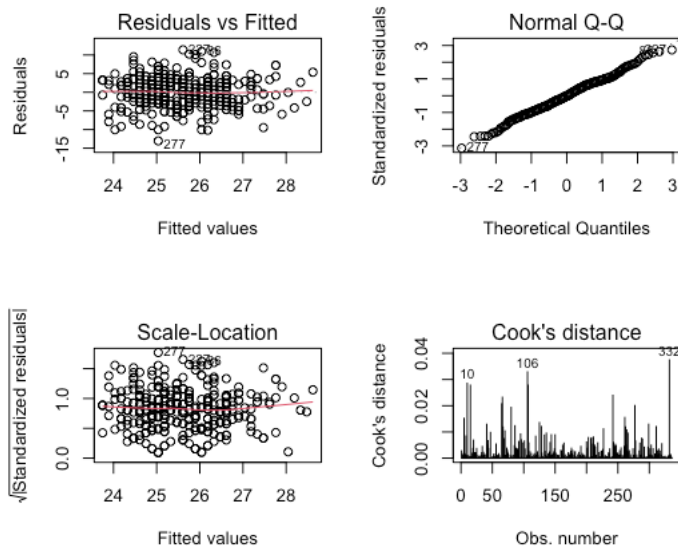 Residuals vs Fitted
Residuals
5
-5
-15
277
24 25 26 27 28
Fitted values
Normal Q-Q
Standardized residuals
3
1
-1
-3
277
-3 -2 -1 0 1 2 3
Theoretical Quantiles
Scale-Location
√|Standardized residuals|
1.0
0.0
277
24 25 26 27 28
Fitted values
Cook's distance
Cook's distance
0.04
0.02
0.00
10
106
332
0 50 150 250
Obs. number